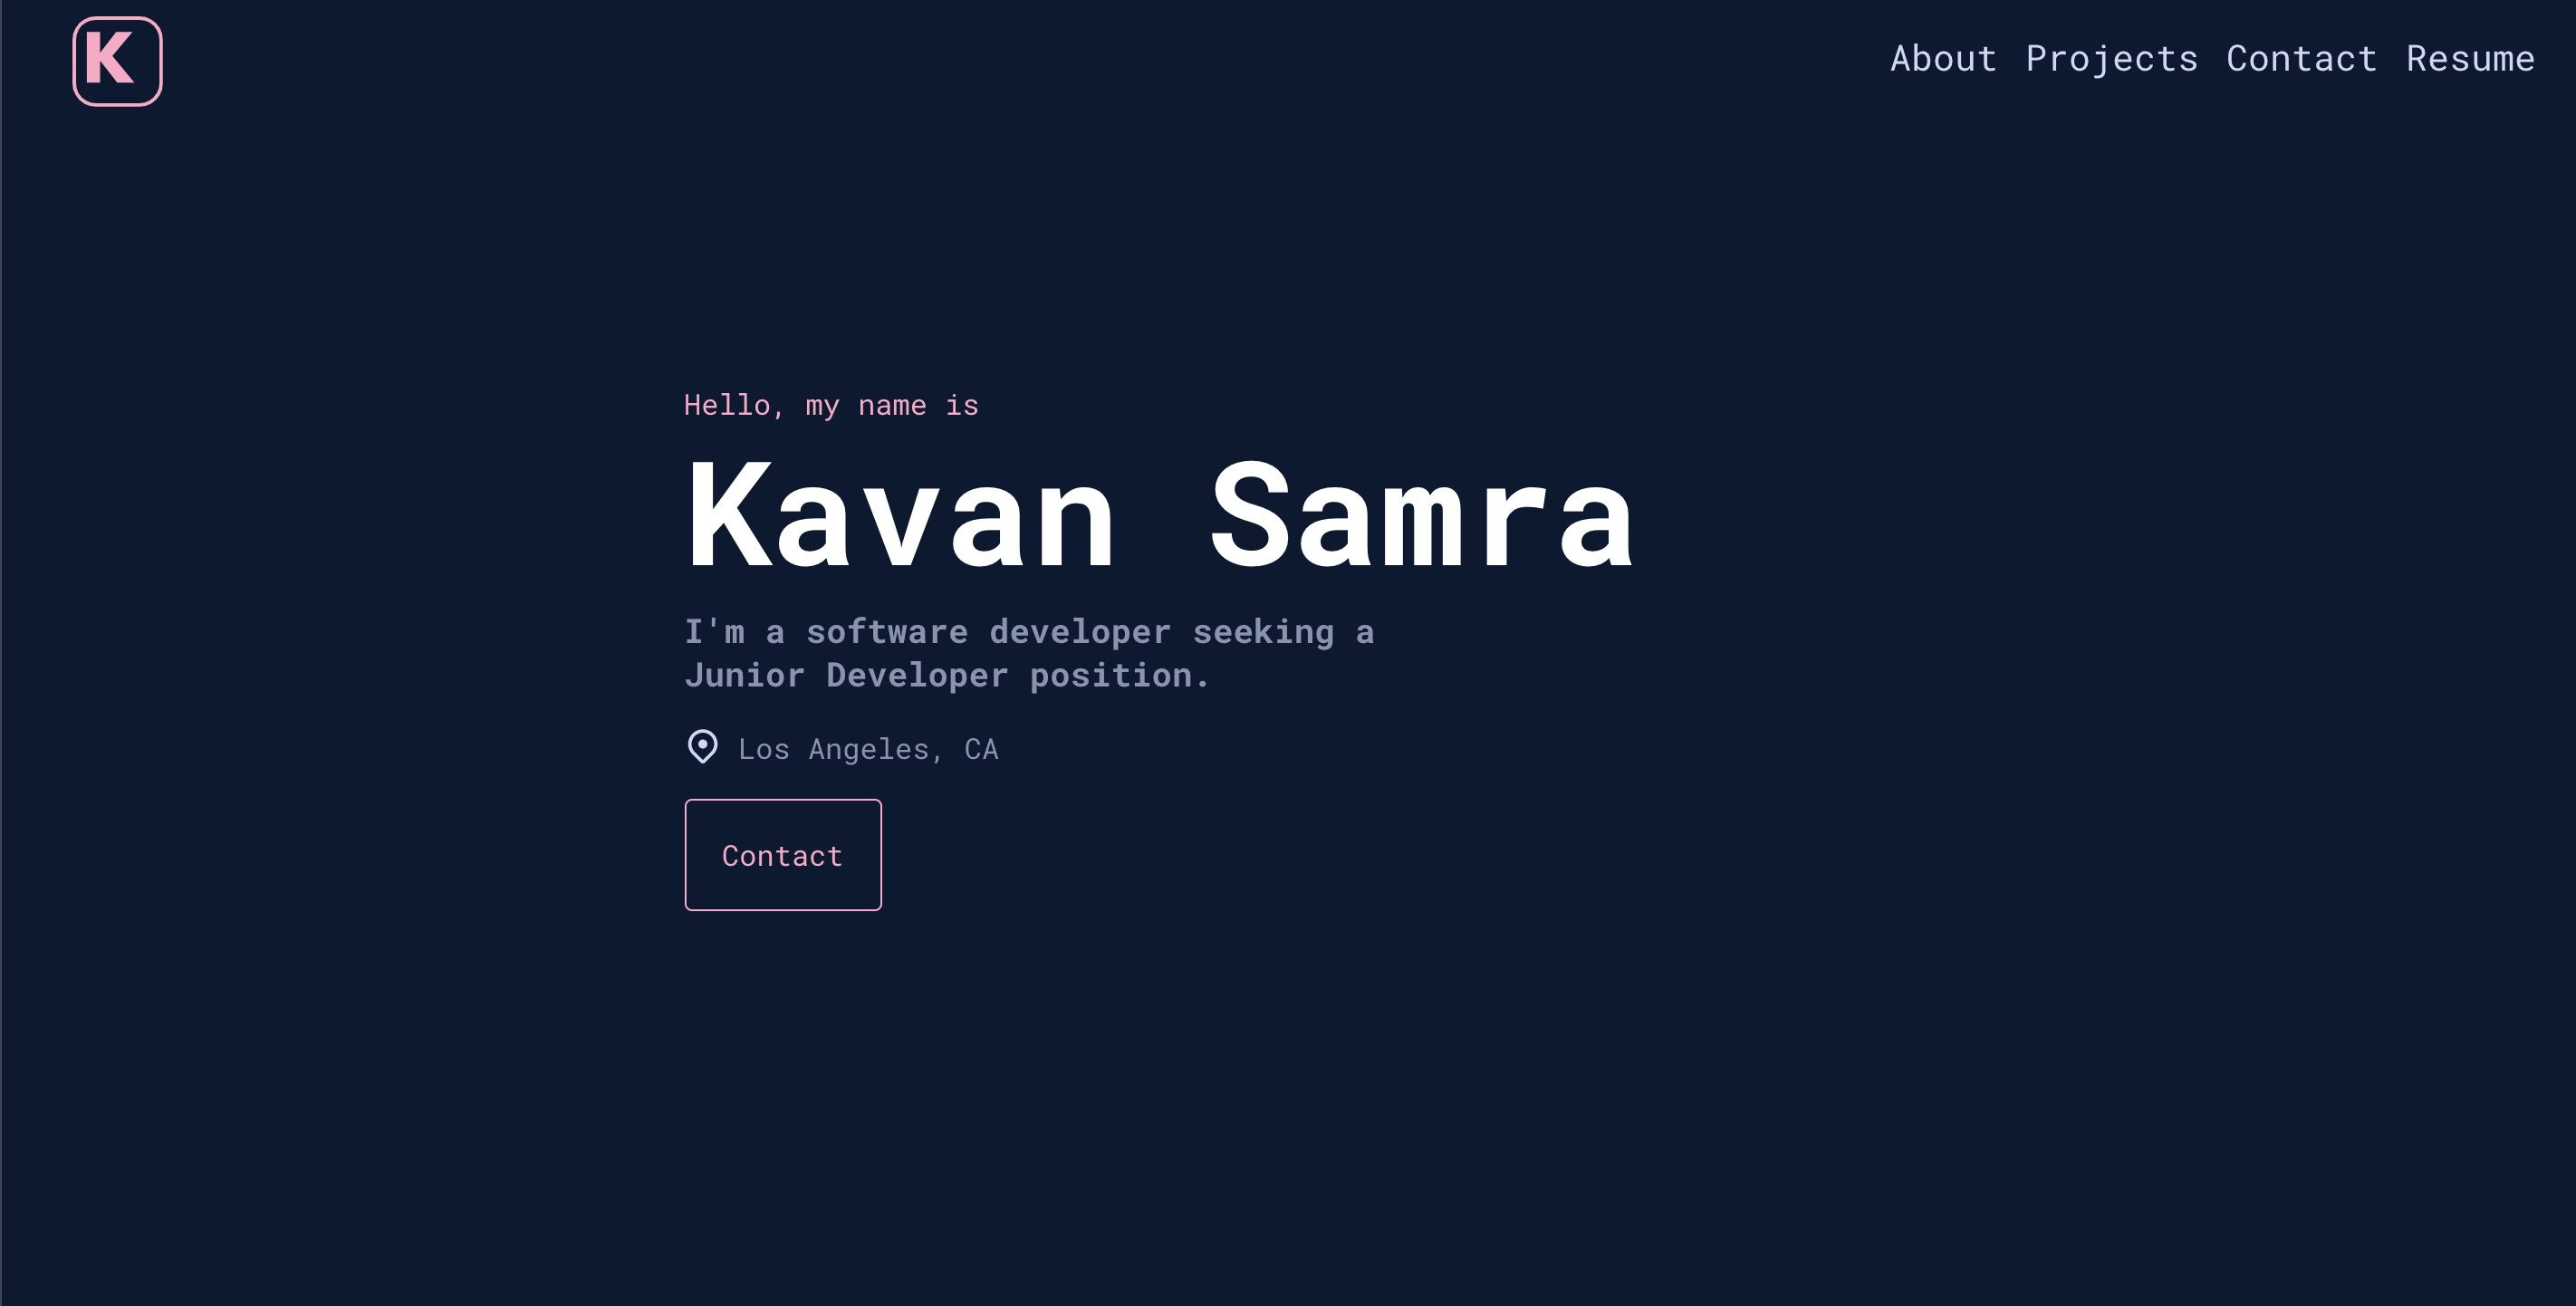 K
About Projects Contact Resume
Hello, my name is
Kavan Samra
I'm a software developer seeking a
Junior Developer position.
Los Angeles, CA
Contact